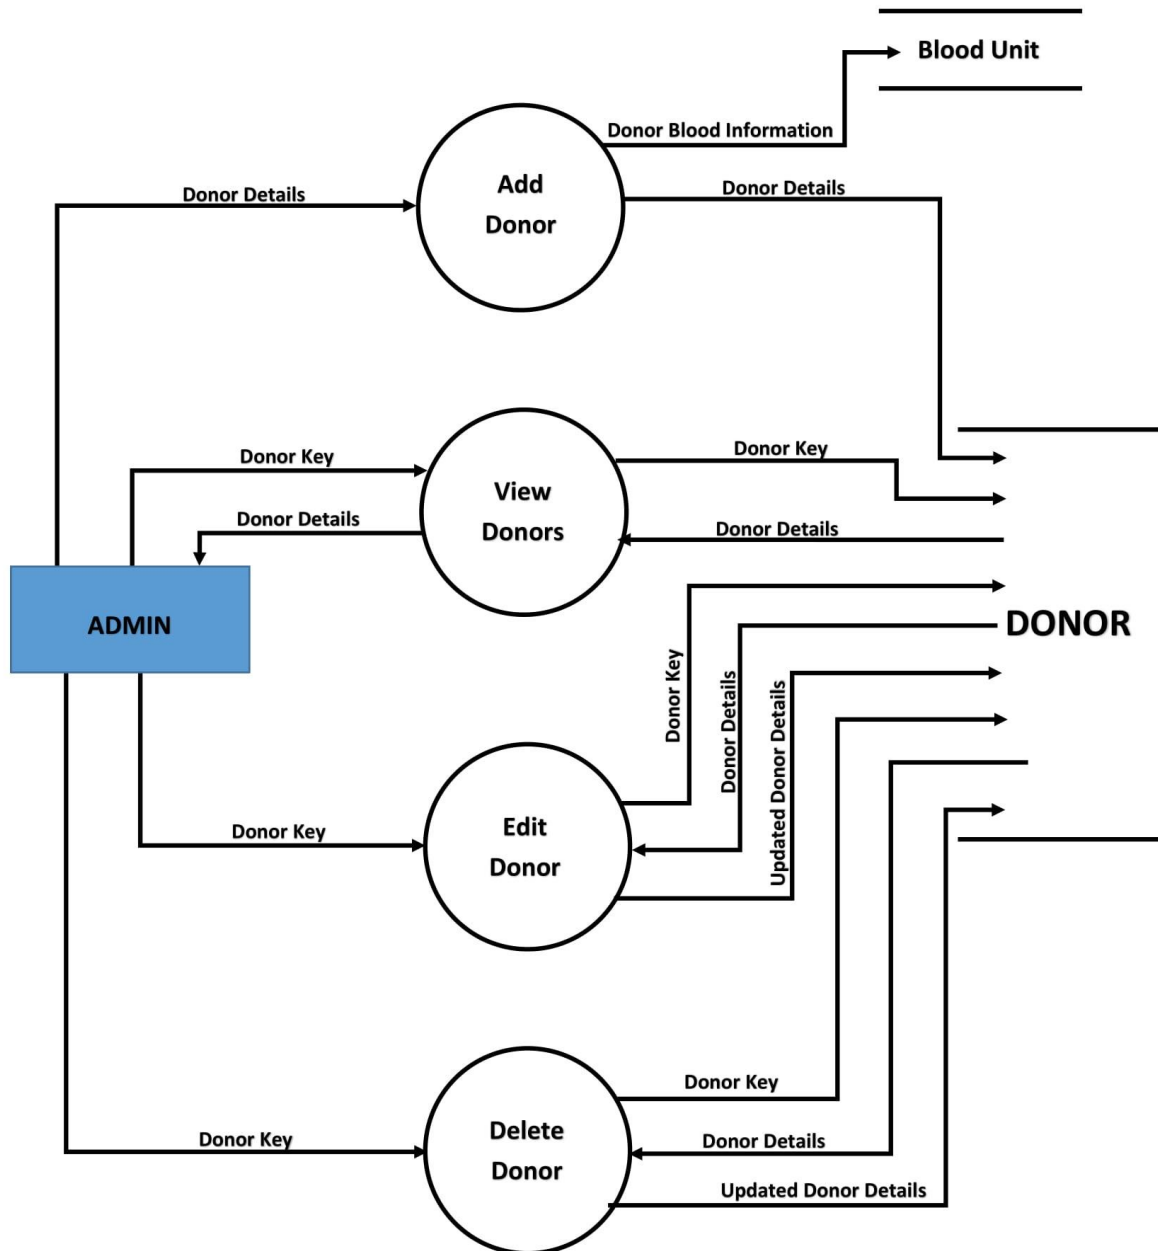 Blood Unit
Donor Blood Information
Add
Donor
Donor Details
Donor Details
Donor Key
Donor Key
View
Donors
Donor Details
Donor Details
ADMIN
DONOR
Donor Key
Donor Details
Updated Donor Details
Edit
Donor
Donor Key
Donor Key
Delete
Donor
Donor Key
Donor Details
Updated Donor Details